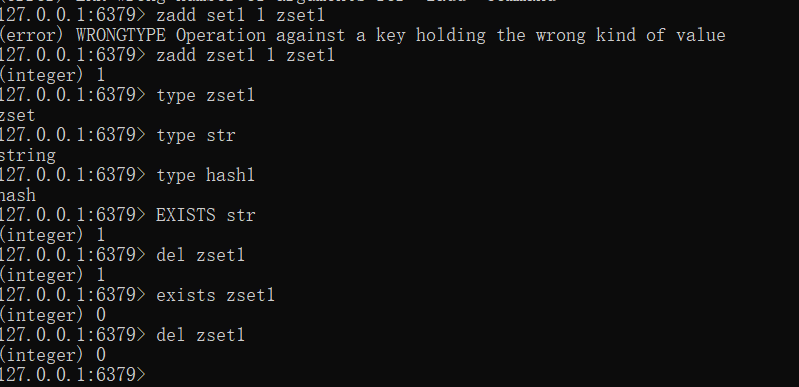 127.0.0.1:6379> zadd set1 1 zset1
(error) WRONGTYPE Operation against a key holding the wrong kind of value
127.0.0.1:6379> zadd zset1 1 zset1
(integer) 1
127.0.0.1:6379> type zset1
zset
127.0.0.1:6379> type str
string
127.0.0.1:6379> type hash1
hash
127.0.0.1:6379> EXISTS str
(integer) 1
127.0.0.1:6379> del zset1
(integer) 1
127.0.0.1:6379> exists zset1
(integer) 0
127.0.0.1:6379> del zset1
(integer) 0
127.0.0.1:6379>